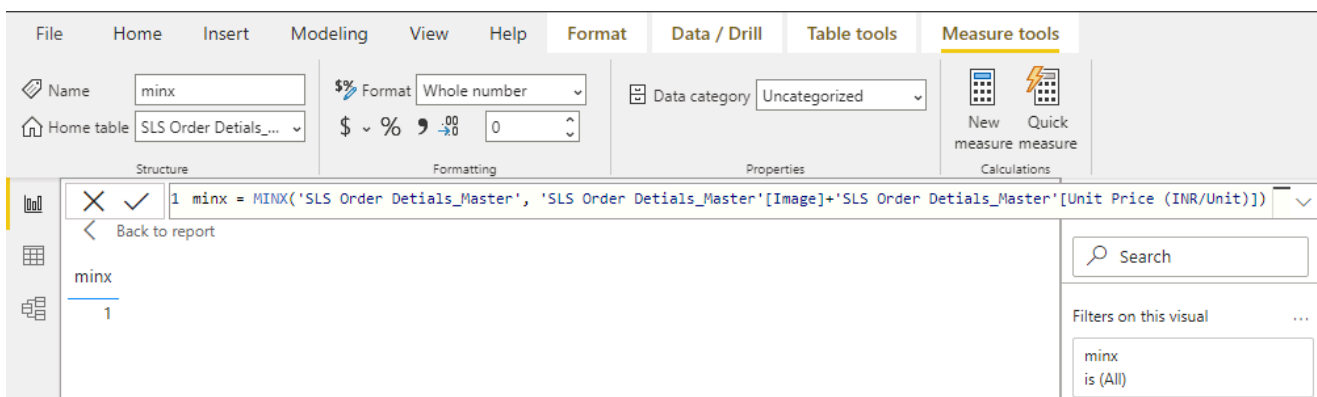 File Home Insert Modeling View Help Format Data / Drill Table tools Measure tools
Name minx
Home table SLS Order Detials_...
Structure
$% Format Whole number
$ % 9 .00 →0 0
Formatting
Data category Uncategorized
Properties
New measure
Quick measure
Calculations
1 minx = MINX('SLS Order Detials_Master', 'SLS Order Detials_Master'[Image]+'SLS Order Detials_Master'[Unit Price (INR/Unit)])
Back to report
minx
1
Search
Filters on this visual ...
minx
is (All)